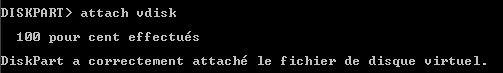 DISKPART> attach vdisk
100 pour cent effectués
DiskPart a correctement attaché le fichier de disque virtuel.